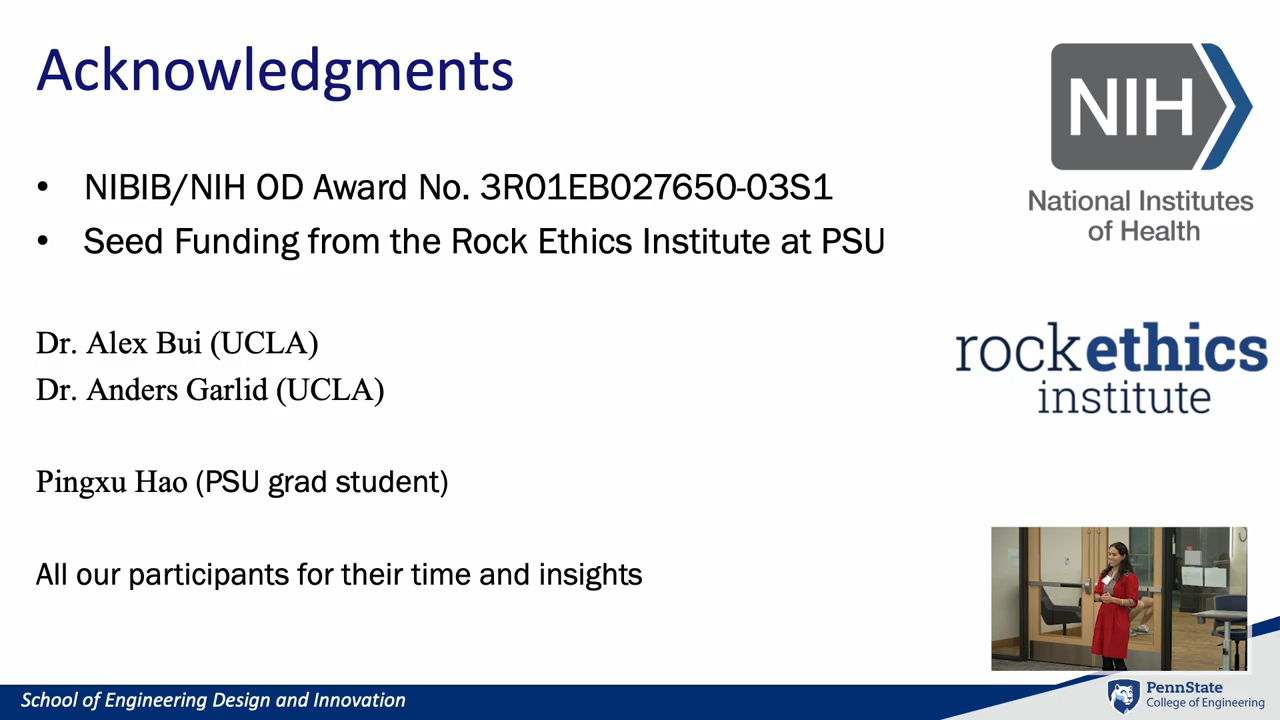 Acknowledgments
• NIBIB/NIH OD Award No. 3R01EB027650-03S1
• Seed Funding from the Rock Ethics Institute at PSU
Dr. Alex Bui (UCLA)
Dr. Anders Garlid (UCLA)
Pingxu Hao (PSU grad student)
All our participants for their time and insights
NIH
National Institutes
of Health
rockethics
institute
School of Engineering Design and Innovation
PennState
College of Engineering